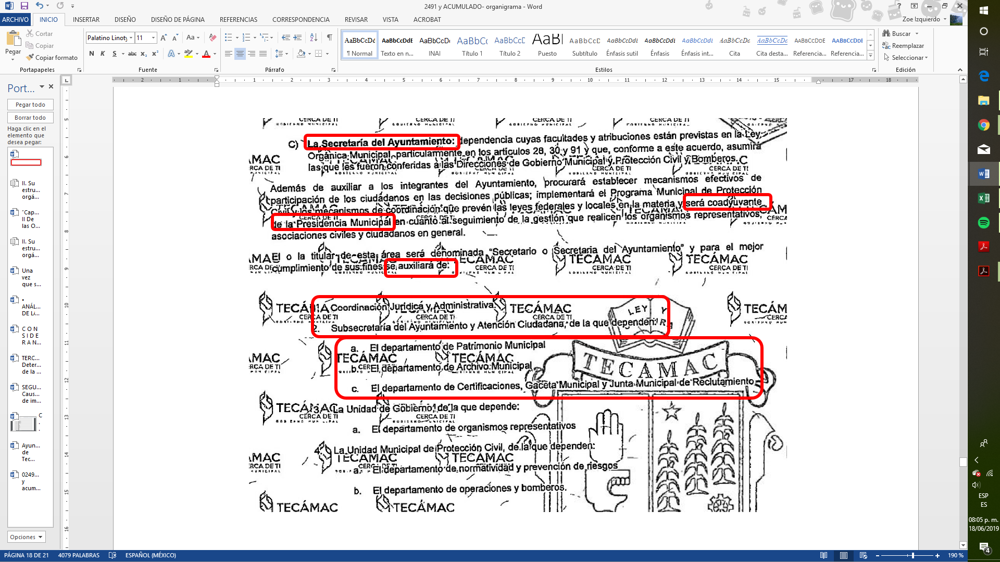 2491 y ACUMULADO- organigrama - Word
ARCHIVO INICIO INSERTAR DISEÑO DISEÑO DE PÁGINA REFERENCIAS CORRESPONDENCIA REVISAR VISTA ACROBAT
Zoe Izquierdo
Pegar
Cortar
Copiar
Copiar formato
Portapapeles
Palatino Linoty 11
N K S abc x₂ x²
Fuente
Párrafo
AaBbCcDc AaBbCcDdE AaBbCcDc AaBbCc AaBbCcD AaBl AaBbCcD AaBbCcDdE AaBbCcDdE AaBbCcDdE AaBbCcDdE AaBbCcDc AaBbCcDdE AaBbCcDdE
¶ Normal Texto en n... INAI Título 1 Título 2 Puesto Subtítulo Énfasis sutil Énfasis Énfasis int... Cita Cita desta... Referencia... Referencia...
Estilos
Buscar
Reemplazar
Seleccionar
Edición
Port...
Pegar todo
Borrar todo
Haga clic en el
elemento que
desea pegar:
II. Su
estru...
orgá...
"Cap...
II De
las O...
II. Su
estru...
orgá...
Una
vez
que s...
•
ANÁL...
DE LA
C O N
S I D E
R A N...
TERC...
Deter...
de la ...
SEGU...
Caus...
de im...
C
Ayun...
de
Tec...
0249...
y
acum...
Opciones
C) La Secretaría del Ayuntamiento: dependencia cuyas facultades y atribuciones están previstas en la Ley
Orgánica Municipal, particularmente en los artículos 28, 30 y 91 y que, conforme a este acuerdo, asumirá
las que les fueron conferidas a las Direcciones de Gobierno Municipal y Protección Civil y Bomberos.
Además de auxiliar a los integrantes del Ayuntamiento, procurará establecer mecanismos efectivos de
participación de los ciudadanos en las decisiones públicas; implementará el Programa Municipal de Protección
Civil y los mecanismos de coordinación que prevén las leyes federales y locales en la materia y será coadyuvante
de la Presidencia Municipal en cuanto al seguimiento de la gestión que realicen los organismos representativos
asociaciones civiles y ciudadanos en general.
El o la titular de esta área será denominada "Secretario o Secretaria del Ayuntamiento" y para el mejor
cumplimiento de sus fines se auxiliará de:
1. Coordinación Jurídica y Administrativa
2. Subsecretaria del Ayuntamiento y Atención Ciudadana, de la que dependen:
a. El departamento de Patrimonio Municipal
b. El departamento de Archivo Municipal
c. El departamento de Certificaciones, Gaceta Municipal y Junta Municipal de Reclutamiento
3. La Unidad de Gobierno, de la que depende:
a. El departamento de organismos representativos
4. La Unidad Municipal de Protección Civil, de la que dependen:
a. El departamento de normatividad y prevención de riesgos
b. El departamento de operaciones y bomberos.
TECÁMAC
CERCA DE TI
GOBIERNO MUNICIPAL
LEY Y
TECAMAC
PÁGINA 18 DE 21 4079 PALABRAS ESPAÑOL (MÉXICO)
190 %
ESP
ES
08:05 p. m.
18/06/2019
4